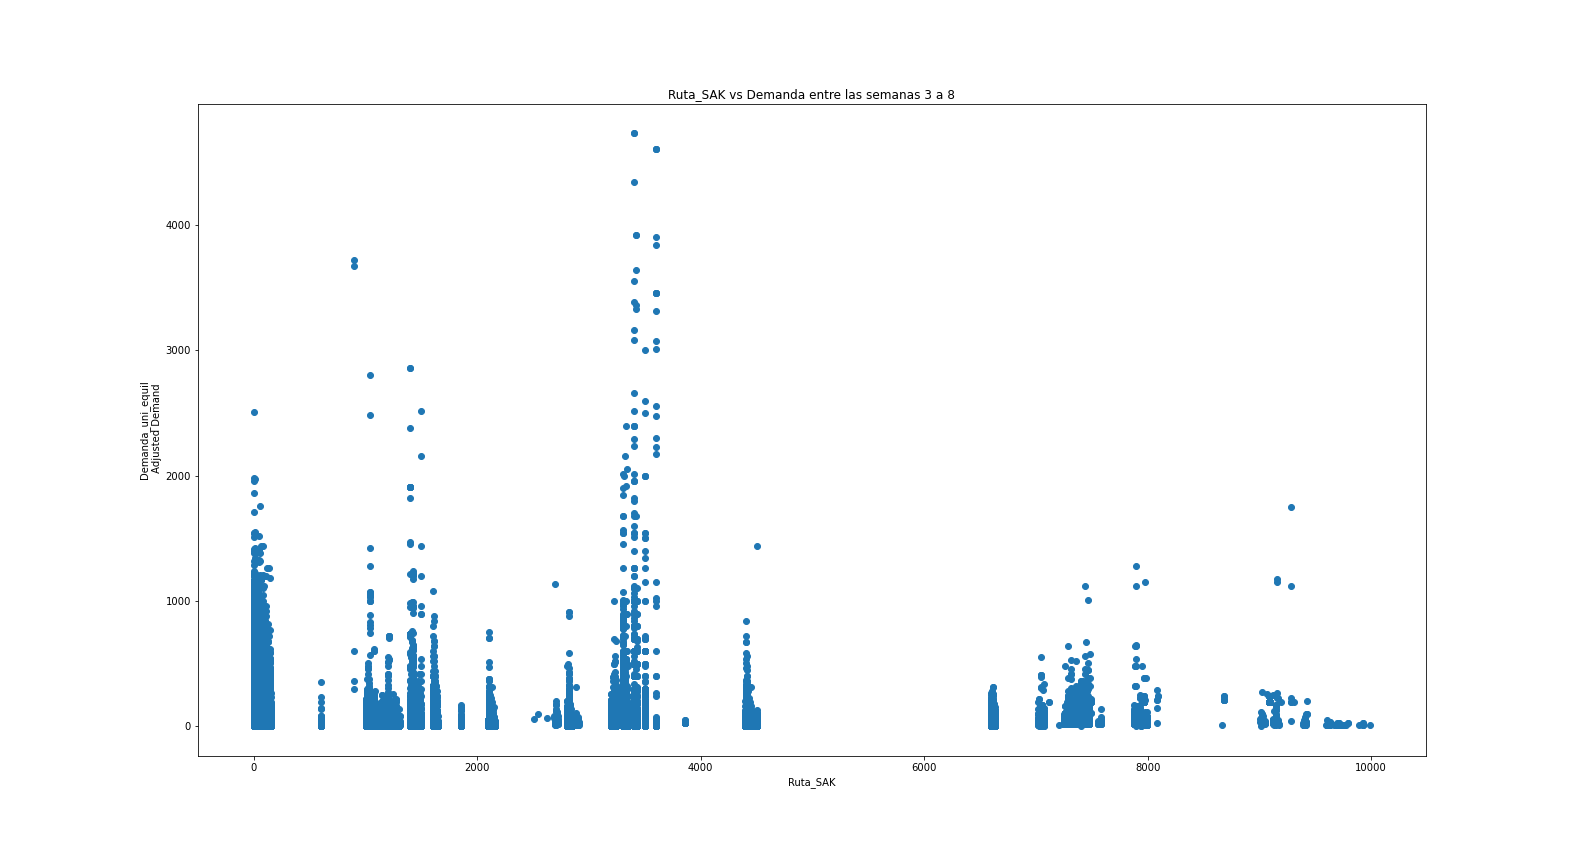 Ruta_SAK vs Demanda entre las semanas 3 a 8
Demanda_uni_equil
Adjusted Demand
4000
3000
2000
1000
0
0 2000 4000 6000 8000 10000
Ruta_SAK